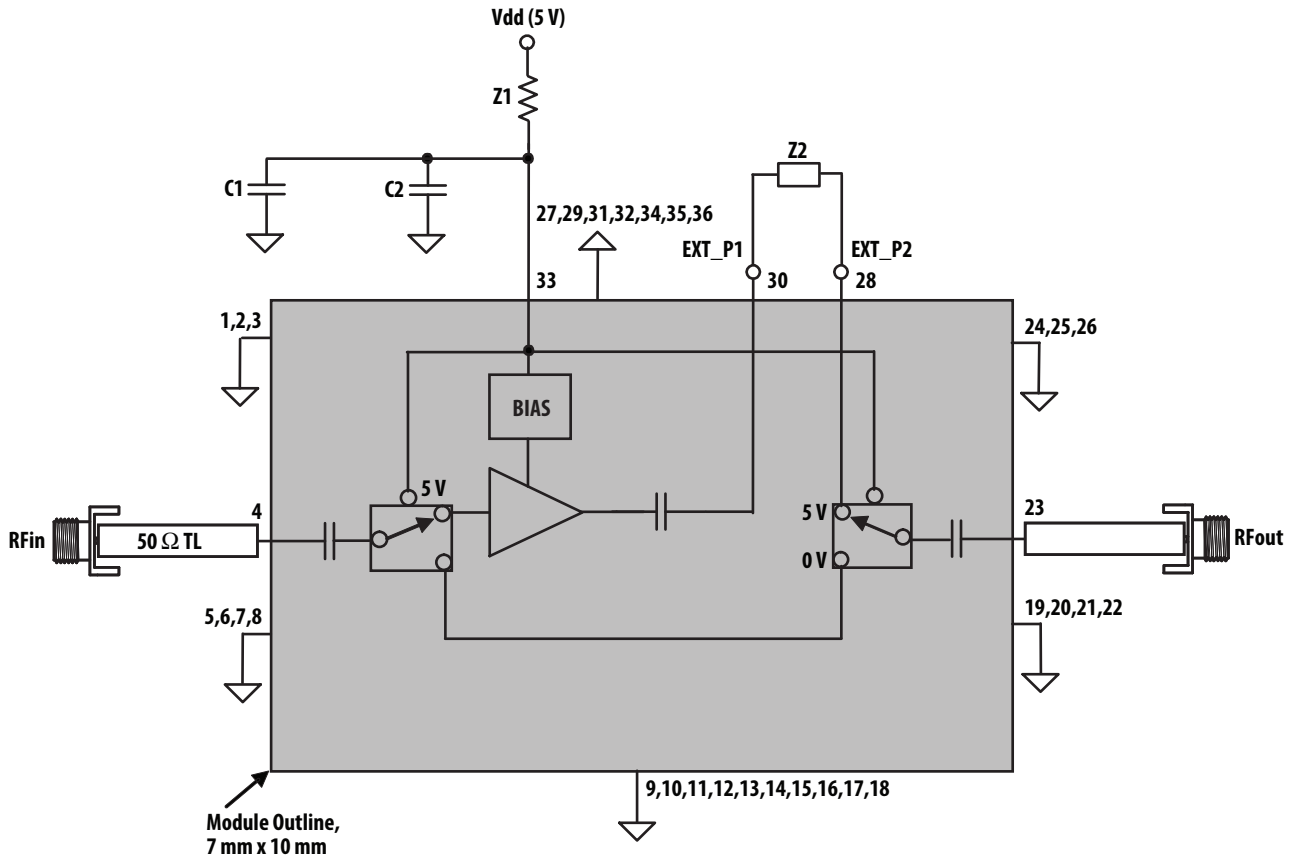 Vdd (5 V)
Z1
C1
C2
Z2
27,29,31,32,34,35,36
EXT_P1
EXT_P2
33
30
28
1,2,3
24,25,26
BIAS
5 V
4
5 V
23
RFin
50 Ω TL
0 V
RFout
5,6,7,8
19,20,21,22
9,10,11,12,13,14,15,16,17,18
Module Outline,
7 mm x 10 mm